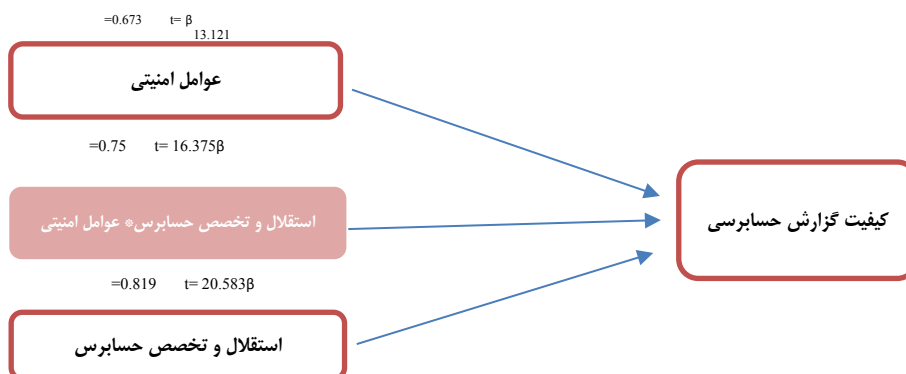 =0.673 t= β
13.121
عوامل امنیتی
=0.75 t= 16.375β
استقلال و تخصص حسابرس* عوامل امنیتی
کیفیت گزارش حسابرسی
=0.819 t= 20.583β
استقلال و تخصص حسابرس